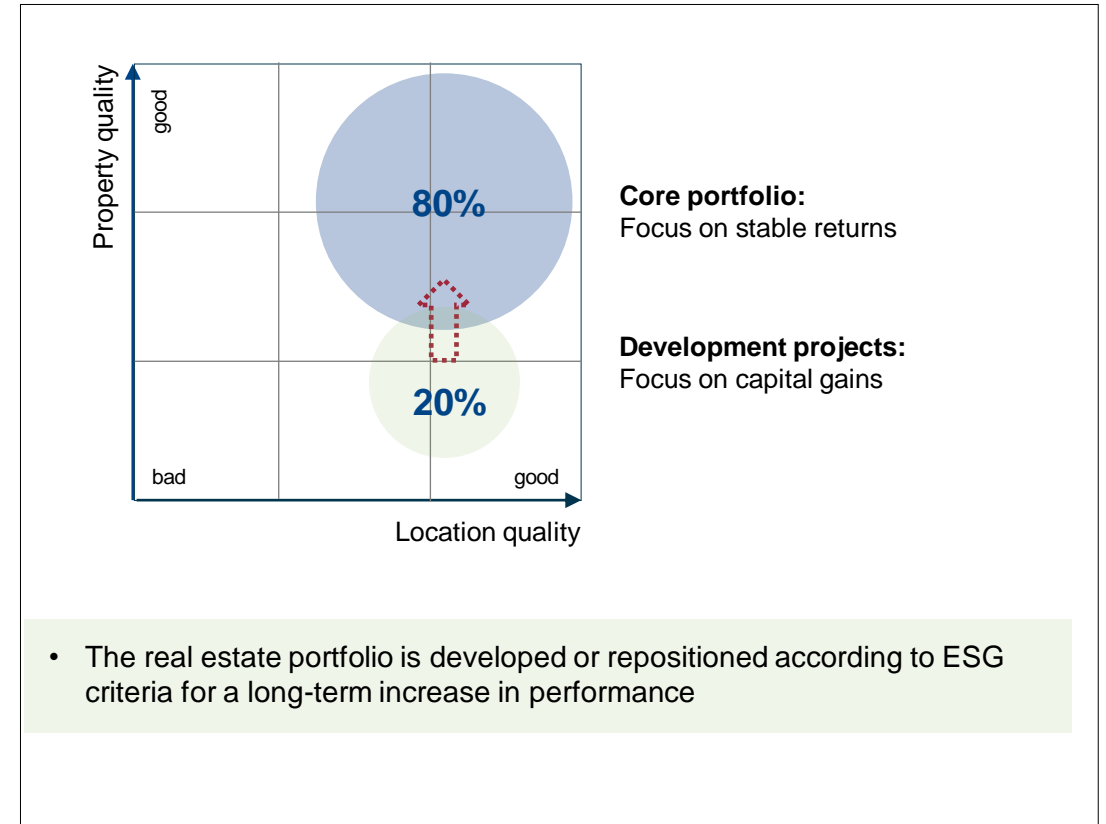 Property quality
good
80%
20%
bad
good
Location quality
Core portfolio:
Focus on stable returns
Development projects:
Focus on capital gains
• The real estate portfolio is developed or repositioned according to ESG
criteria for a long-term increase in performance